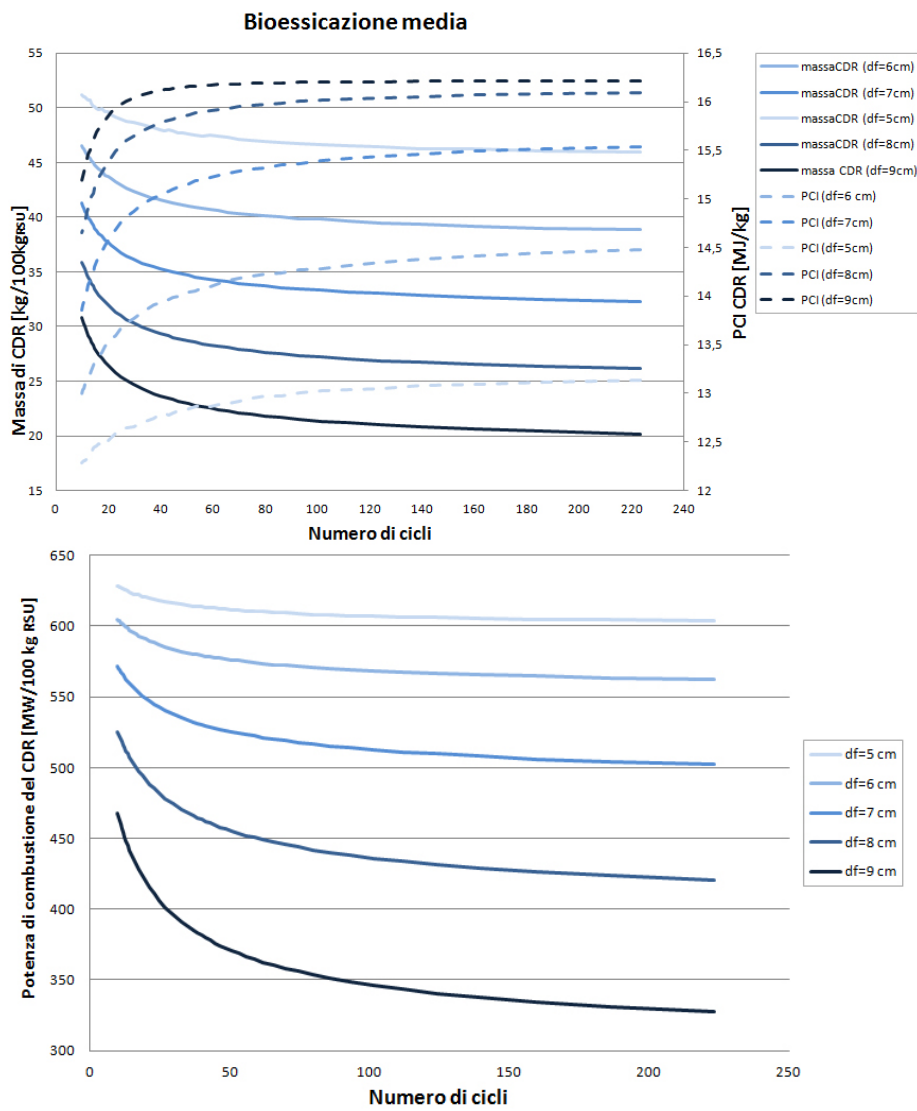 Bioessicazione media
55
50
45
40
35
30
25
20
15
Massa di CDR [kg/100kgRSU]
16,5
16
15,5
15
14,5
14
13,5
13
12,5
12
PCI CDR [MJ/kg]
0 20 40 60 80 100 120 140 160 180 200 220 240
Numero di cicli
massaCDR (df=6cm)
massaCDR (df=7cm)
massaCDR (df=5cm)
massaCDR (df=8cm)
massa CDR (df=9cm)
PCI (df=6 cm)
PCI (df=7cm)
PCI (df=5cm)
PCI (df=8cm)
PCI (df=9cm)
650
600
550
500
450
400
350
300
Potenza di combustione del CDR [MW/100 kg RSU]
0 50 100 150 200 250
Numero di cicli
df=5 cm
df=6 cm
df=7 cm
df=8 cm
df=9 cm